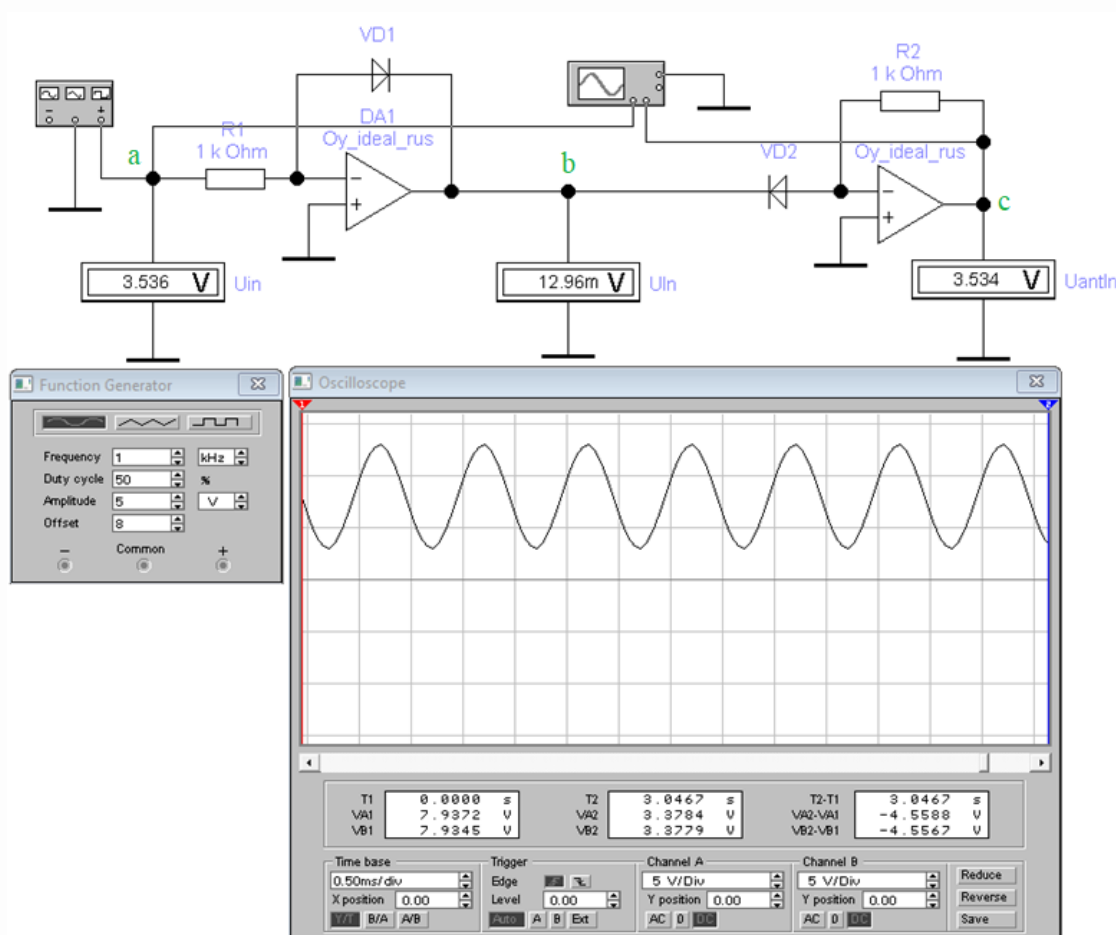 VD1
R2
1 k Ohm
DA1
Oy_ideal_rus
R1
1 k Ohm
a
b
VD2
Oy_ideal_rus
c
− +
− +
− +
3.536 V Uin
12.96m V Uln
3.534 V Uantln
Function Generator
Frequency 1 kHz
Duty cycle 50 %
Amplitude 5 V
Offset 8
− Common +
Oscilloscope
1 2
T1 0.0000 s T2 3.0467 s T2-T1 3.0467 s
VA1 7.9372 V VA2 3.3784 V VA2-VA1 -4.5588 V
VB1 7.9345 V VB2 3.3779 V VB2-VB1 -4.5567 V
Time base Trigger Channel A Channel B
0.50ms/div Edge 5 V/Div 5 V/Div Reduce
X position 0.00 Level 0.00 Y position 0.00 Y position 0.00 Reverse
Y/T B/A A/B Auto A B Ext AC 0 DC AC 0 DC Save